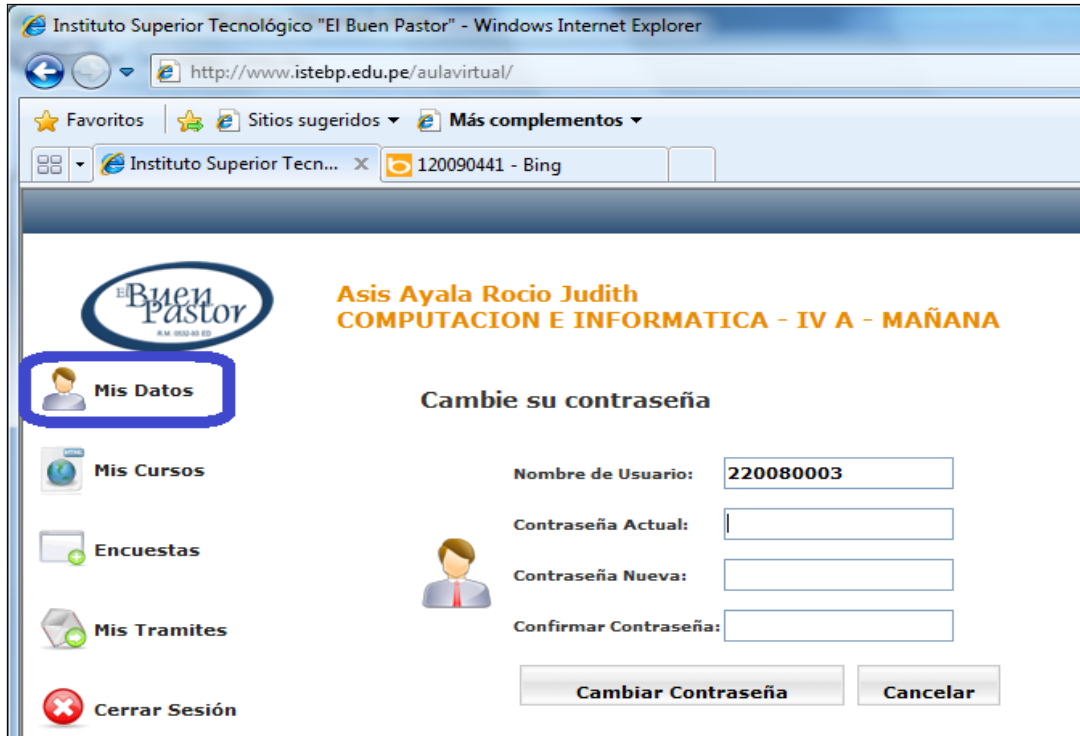 Instituto Superior Tecnológico "El Buen Pastor" - Windows Internet Explorer
http://www.istebp.edu.pe/aulavirtual/
Favoritos Sitios sugeridos Más complementos
Instituto Superior Tecn... x 120090441 - Bing
El Buen
Pastor
R.M. 0532-93 ED
Asis Ayala Rocio Judith
COMPUTACION E INFORMATICA - IV A - MAÑANA
Mis Datos
Cambie su contraseña
Mis Cursos
Nombre de Usuario: 220080003
Contraseña Actual:
Encuestas
Contraseña Nueva:
Mis Tramites
Confirmar Contraseña:
Cambiar Contraseña Cancelar
Cerrar Sesión